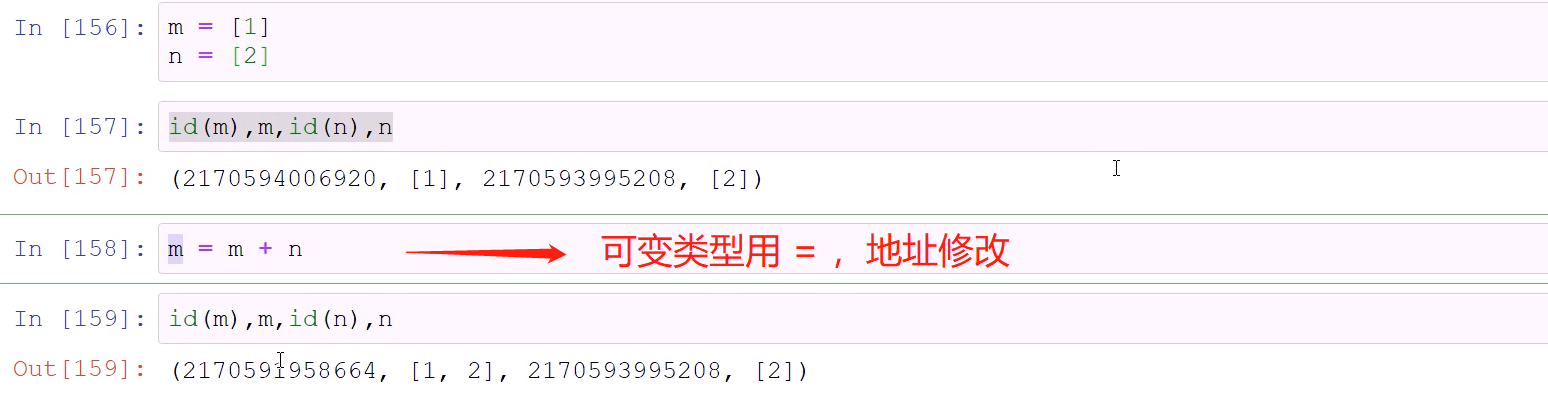 In [156]: m = [1]
n = [2]
In [157]: id(m),m,id(n),n
Out[157]: (2170594006920, [1], 2170593995208, [2])
In [158]: m = m + n 可变类型用 = ，地址修改
In [159]: id(m),m,id(n),n
Out[159]: (2170591958664, [1, 2], 2170593995208, [2])